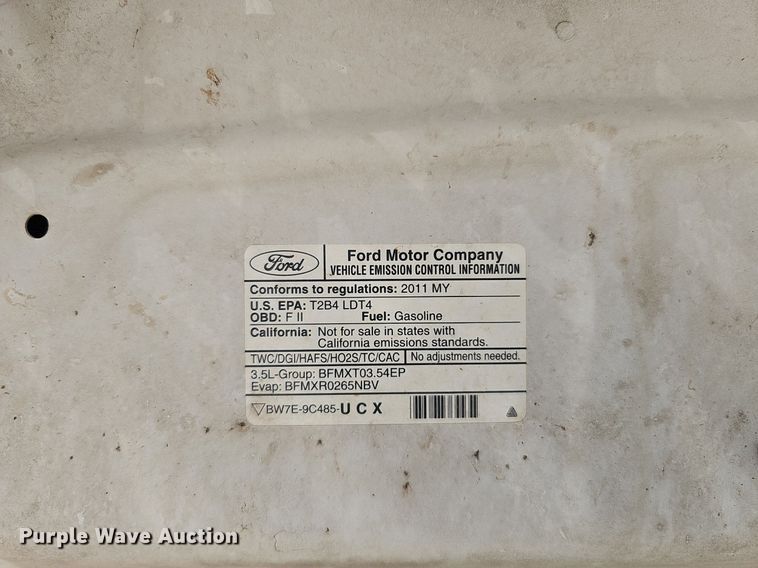 Ford
Ford Motor Company
VEHICLE EMISSION CONTROL INFORMATION
Conforms to regulations: 2011 MY
U.S. EPA: T2B4 LDT4
OBD: F II Fuel: Gasoline
California: Not for sale in states with
California emissions standards.
TWC/DGI/HAFS/HO2S/TC/CAC No adjustments needed.
3.5L-Group: BFMXT03.54EP
Evap: BFMXR0265NBV
BW7E-9C485-U C X
Purple Wave Auction